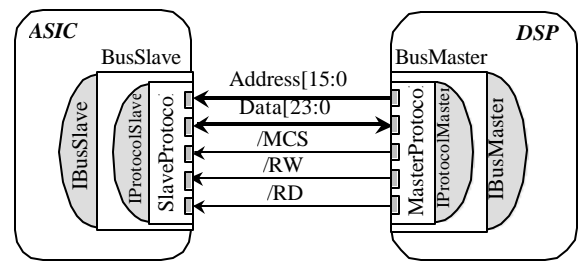 ASIC
DSP
BusSlave
BusMaster
Address[15:0
Data[23:0
/MCS
/RW
/RD
IBusSlave
IProtocolSlave
SlaveProtoco
MasterProtoco
IProtocolMaster
IBusMaster